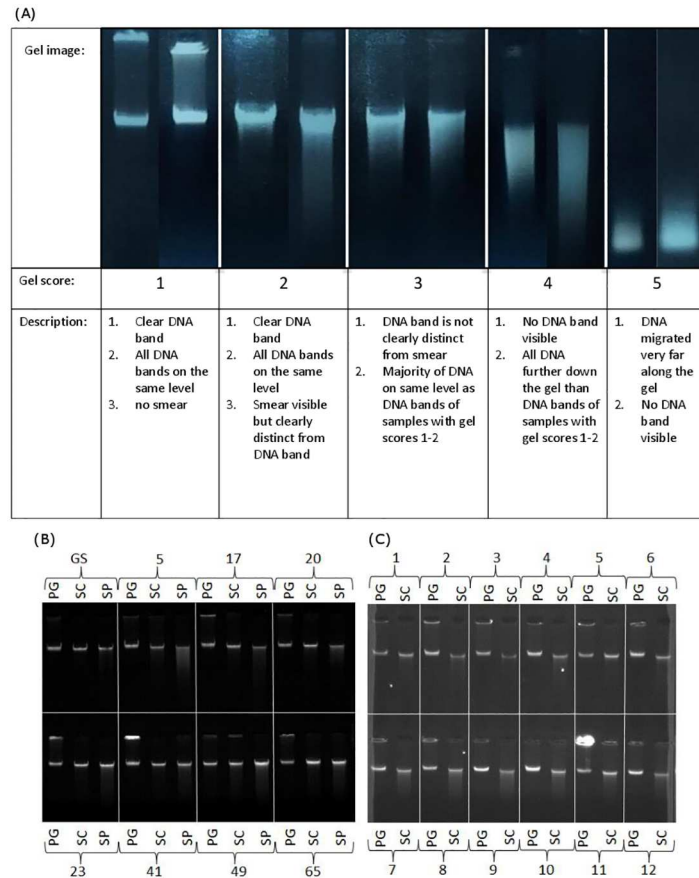 (A)
Gel image:
Gel score: 1 2 3 4 5
Description:
1. Clear DNA
band
2. All DNA
bands on the
same level
3. no smear
1. Clear DNA
band
2. All DNA bands
on the same
level
3. Smear visible
but clearly
distinct from
DNA band
1. DNA band is not
clearly distinct
from smear
2. Majority of DNA
on same level as
DNA bands of
samples with gel
scores 1-2
1. No DNA band
visible
2. All DNA
further down
the gel than
DNA bands of
samples with
gel scores 1-2
1. DNA
migrated
very far
along the
gel
2. No DNA
band
visible
(B)
GS 5 17 20
PG SC SP PG SC SP PG SC SP PG SC SP
PG SC SP PG SC SP PG SC SP PG SC SP
23 41 49 65
(C)
1 2 3 4 5 6
PG SC PG SC PG SC PG SC PG SC PG SC
PG SC PG SC PG SC PG SC PG SC PG SC
7 8 9 10 11 12